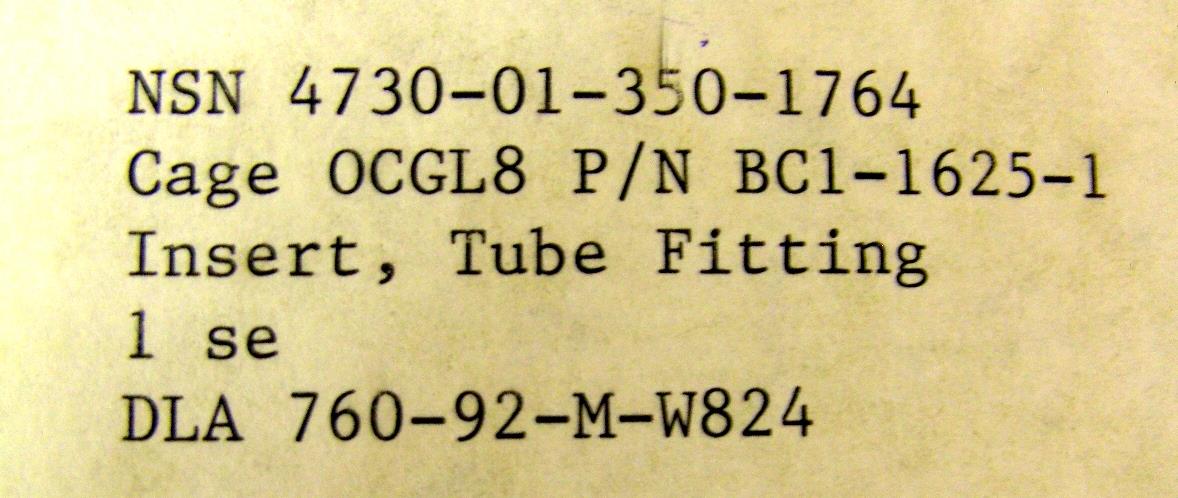 NSN 4730-01-350-1764
Cage OCGL8 P/N BC1-1625-1
Insert, Tube Fitting
1 se
DLA 760-92-M-W824